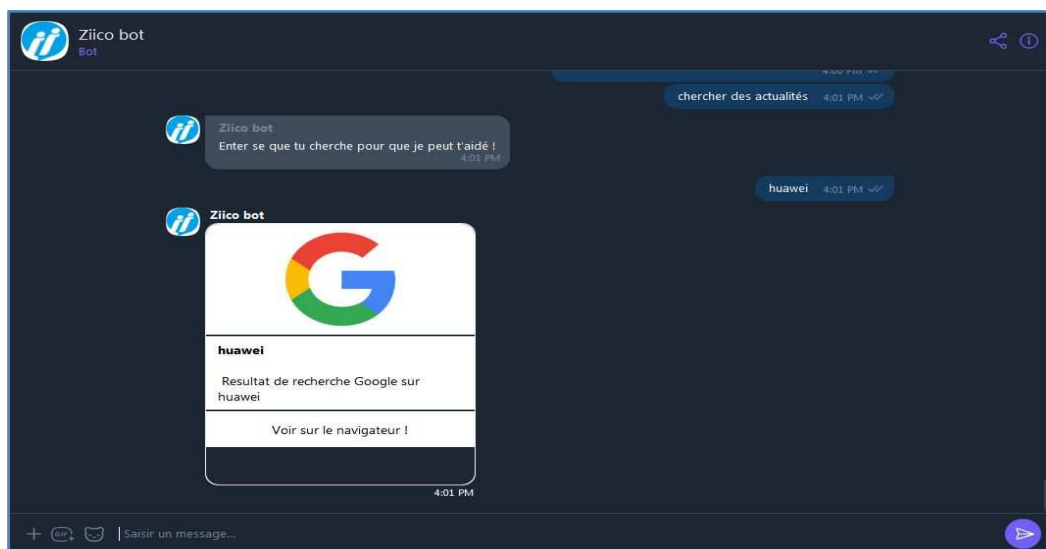 Ziico bot
Bot
chercher des actualités 4:01 PM
Ziico bot
Enter se que tu cherche pour que je peut t'aidé !
4:01 PM
huawei 4:01 PM
Ziico bot
huawei
Resultat de recherche Google sur
huawei
Voir sur le navigateur !
4:01 PM
GIF Saisir un message...